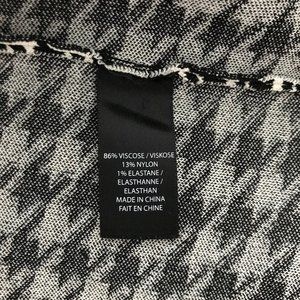 86% VISCOSE / VISKOSE
13% NYLON
1% ELASTANE /
ELASTHANNE /
ELASTHAN
MADE IN CHINA
FAIT EN CHINE